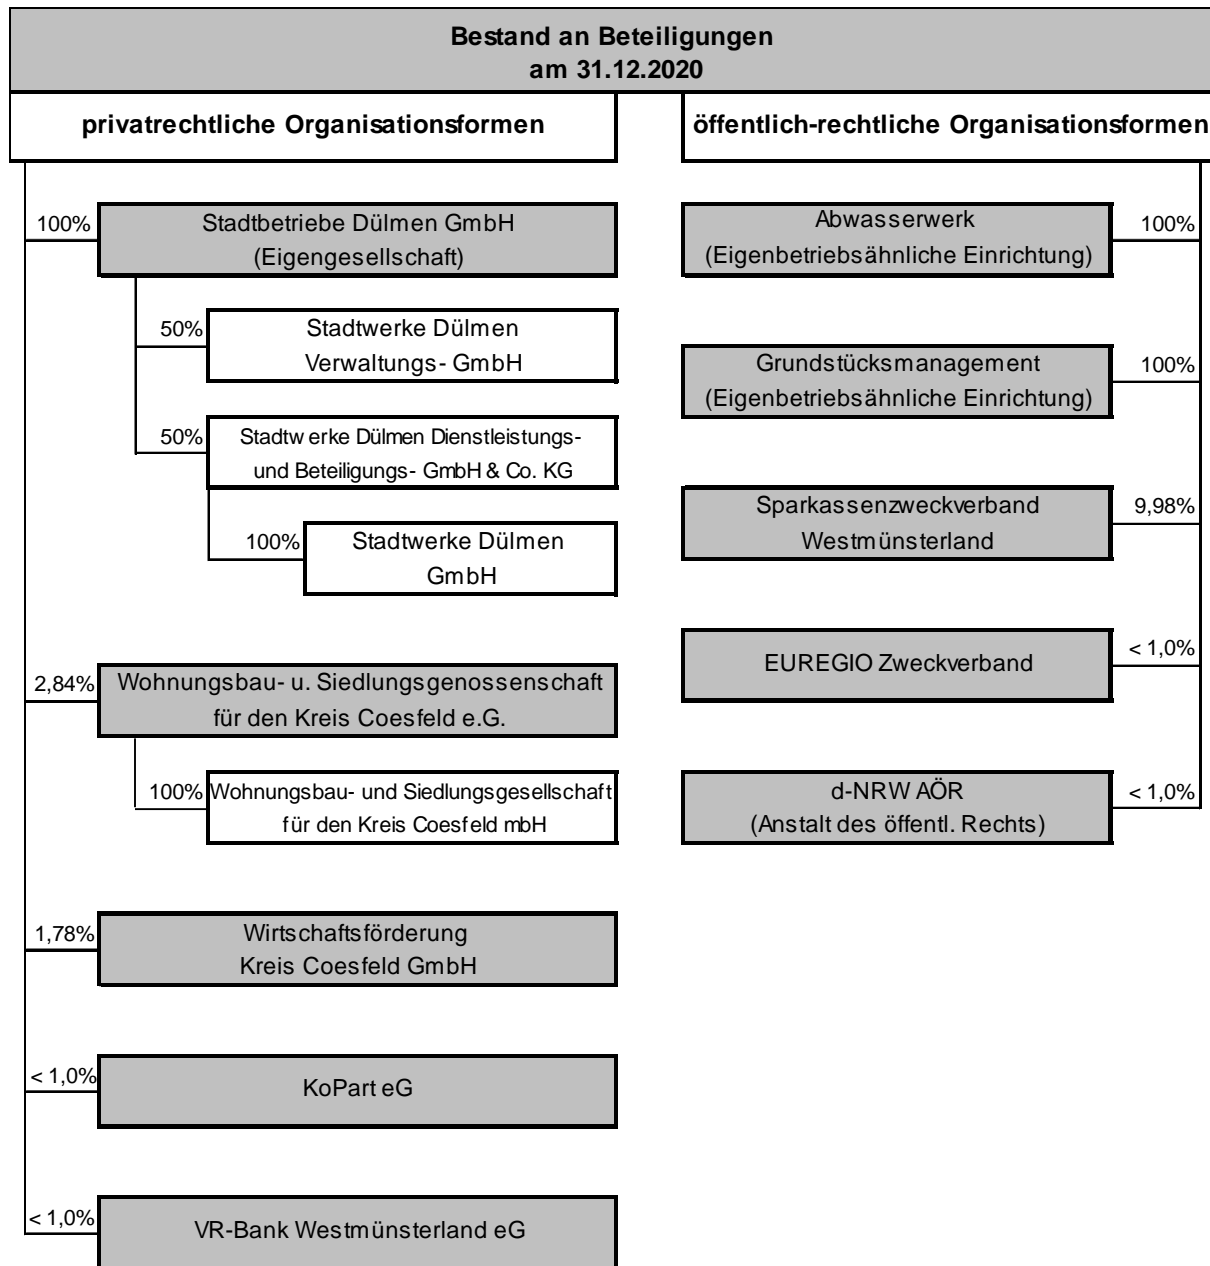 Bestand an Beteiligungen
am 31.12.2020
privatrechtliche Organisationsformen
100%
Stadtbetriebe Dülmen GmbH
(Eigengesellschaft)
50%
Stadtwerke Dülmen
Verwaltungs- GmbH
50%
Stadtwerke Dülmen Dienstleistungs-
und Beteiligungs- GmbH & Co. KG
100%
Stadtwerke Dülmen
GmbH
2,84%
Wohnungsbau- u. Siedlungsgenossenschaft
für den Kreis Coesfeld e.G.
100%
Wohnungsbau- und Siedlungsgesellschaft
für den Kreis Coesfeld mbH
1,78%
Wirtschaftsförderung
Kreis Coesfeld GmbH
< 1,0%
KoPart eG
< 1,0%
VR-Bank Westmünsterland eG
öffentlich-rechtliche Organisationsformen
Abwasserwerk
(Eigenbetriebsähnliche Einrichtung)
100%
Grundstücksmanagement
(Eigenbetriebsähnliche Einrichtung)
100%
Sparkassenzweckverband
Westmünsterland
9,98%
EUREGIO Zweckverband
< 1,0%
d-NRW AÖR
(Anstalt des öffentl. Rechts)
< 1,0%